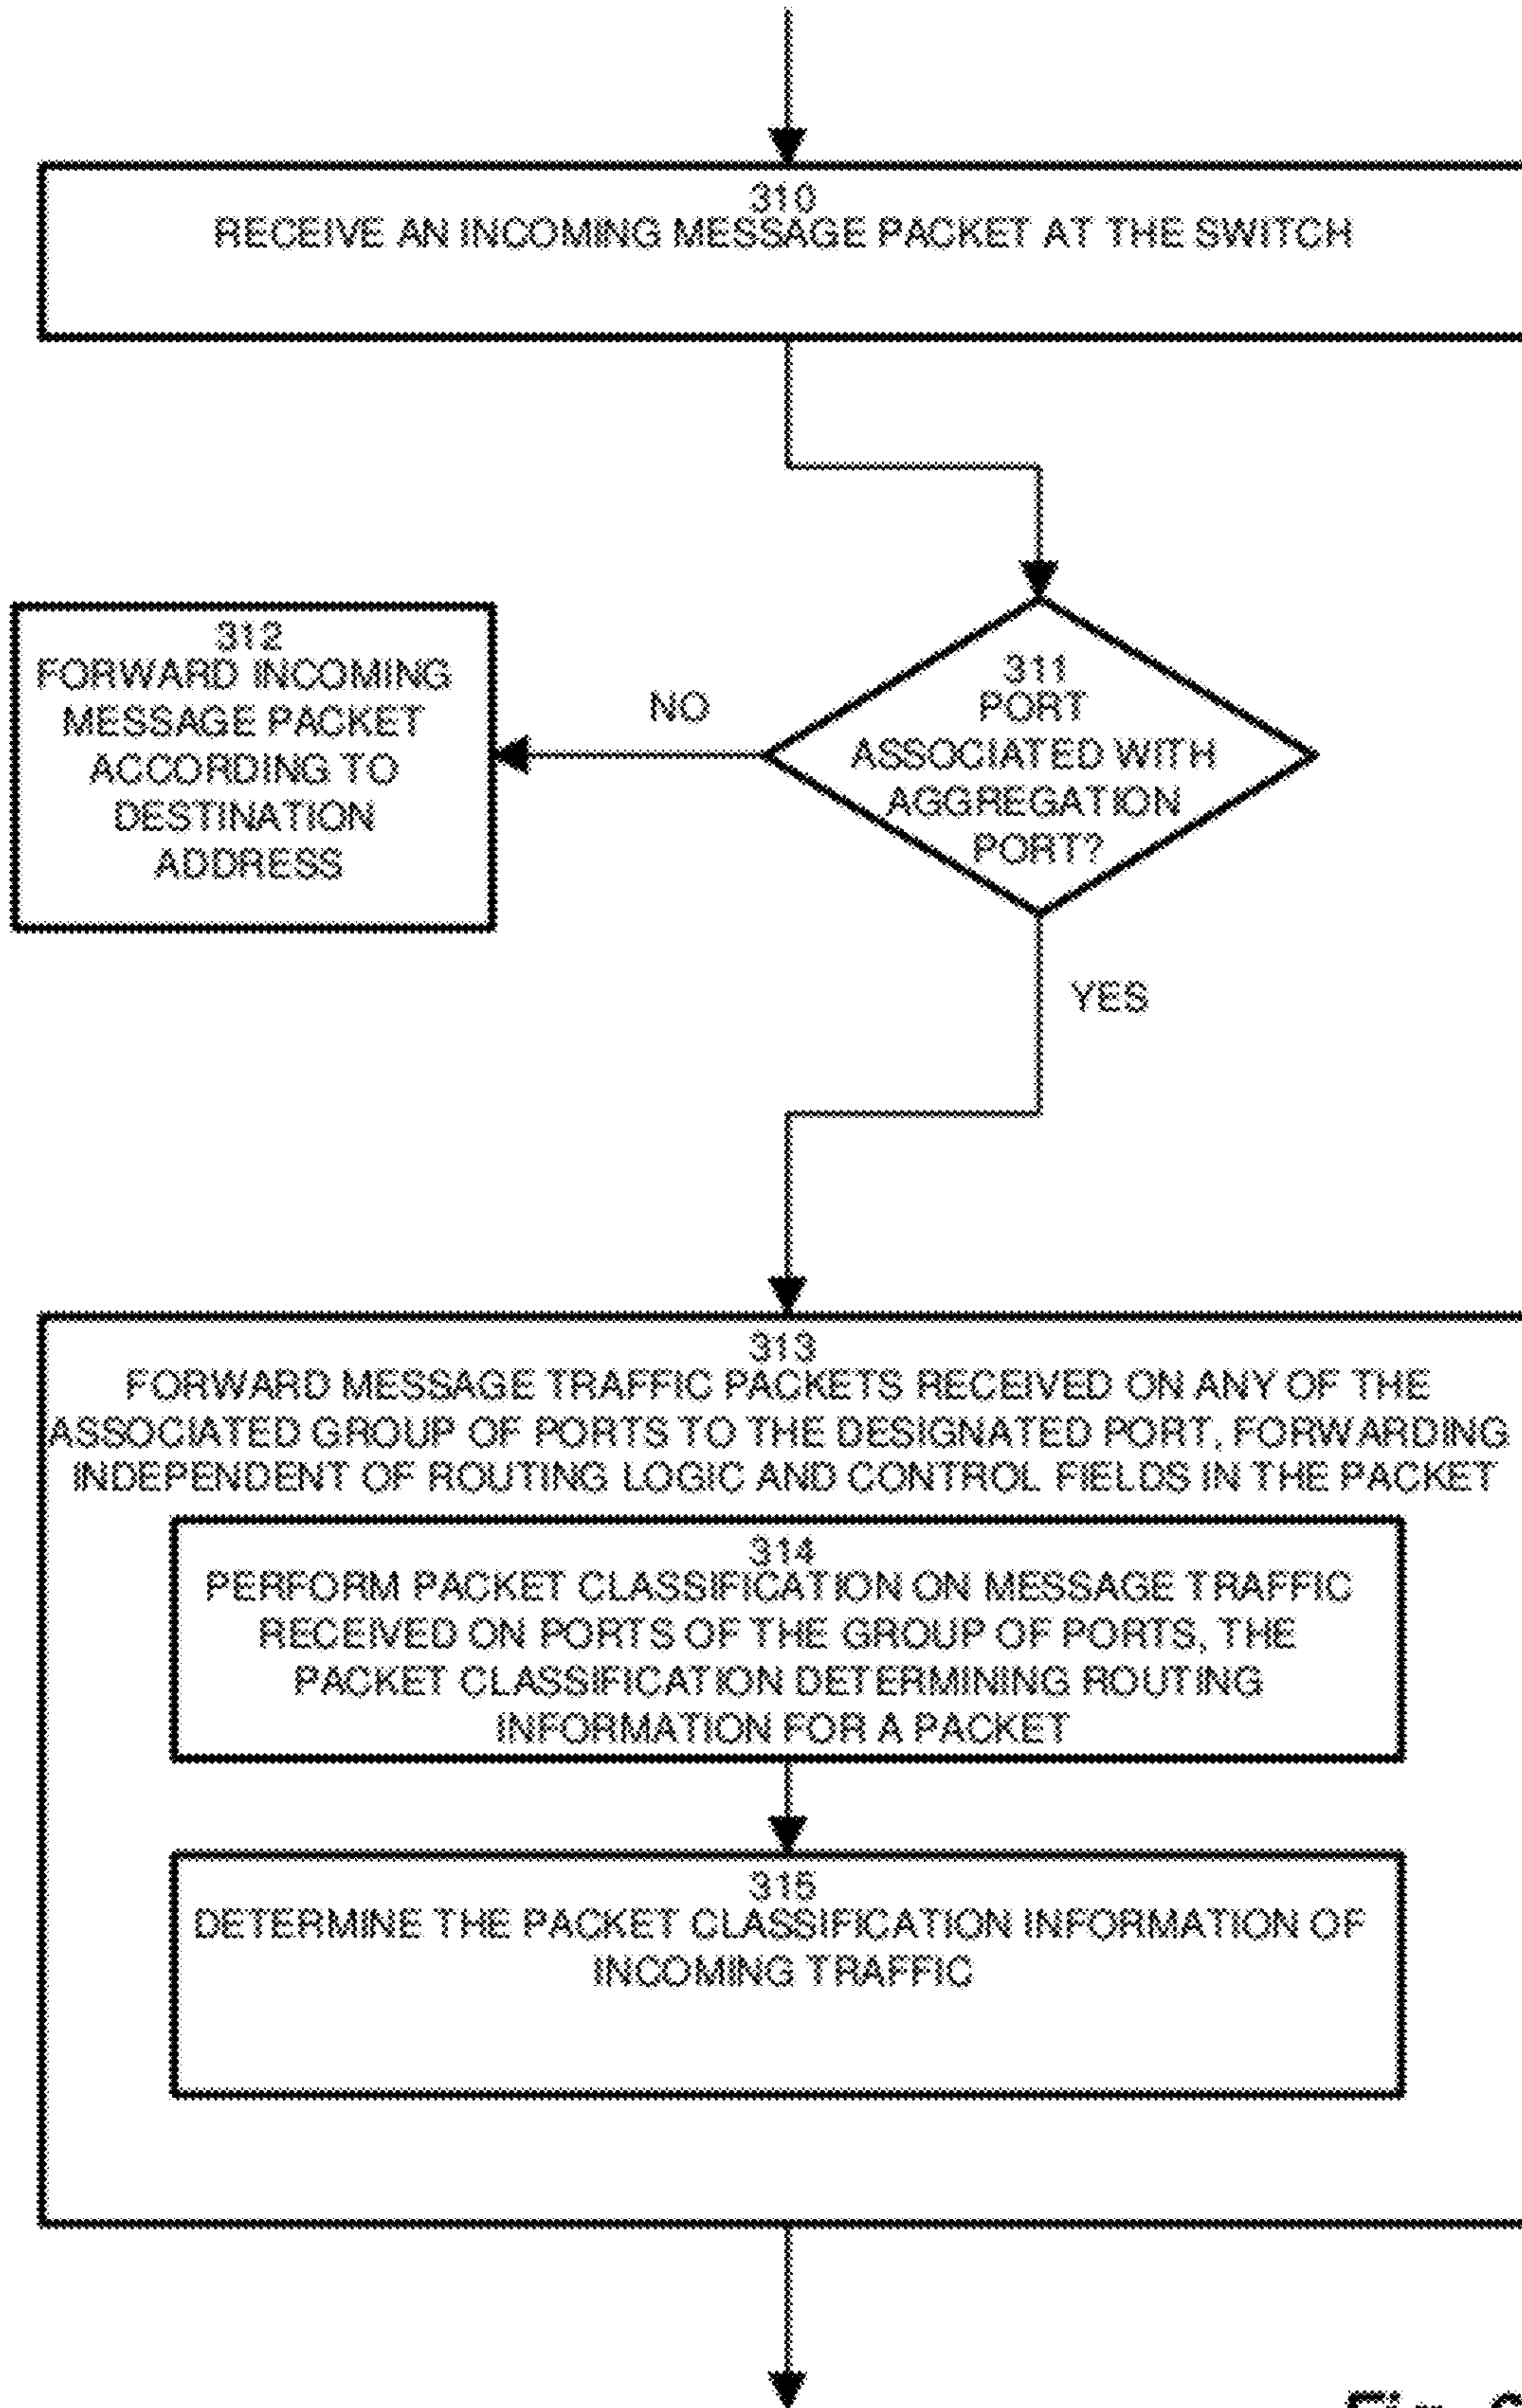 310
RECEIVE AN INCOMING MESSAGE PACKET AT THE SWITCH
311
PORT
ASSOCIATED WITH
AGGREGATION
PORT?
NO
312
FORWARD INCOMING
MESSAGE PACKET
ACCORDING TO
DESTINATION
ADDRESS
YES
313
FORWARD MESSAGE TRAFFIC PACKETS RECEIVED ON ANY OF THE
ASSOCIATED GROUP OF PORTS TO THE DESIGNATED PORT, FORWARDING
INDEPENDENT OF ROUTING LOGIC AND CONTROL FIELDS IN THE PACKET
314
PERFORM PACKET CLASSIFICATION ON MESSAGE TRAFFIC
RECEIVED ON PORTS OF THE GROUP OF PORTS, THE
PACKET CLASSIFICATION DETERMINING ROUTING
INFORMATION FOR A PACKET
315
DETERMINE THE PACKET CLASSIFICATION INFORMATION OF
INCOMING TRAFFIC
Fig.